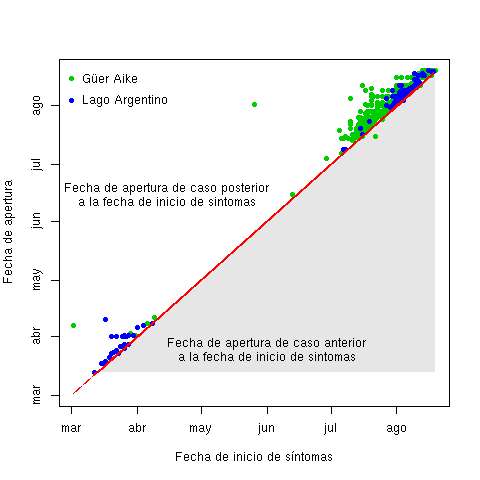 Güer Aike
Lago Argentino
Fecha de apertura de caso posterior
a la fecha de inicio de sintomas
Fecha de apertura de caso anterior
a la fecha de inicio de sintomas
Fecha de apertura
mar
abr
may
jun
jul
ago
mar
abr
may
jun
jul
ago
Fecha de inicio de síntomas